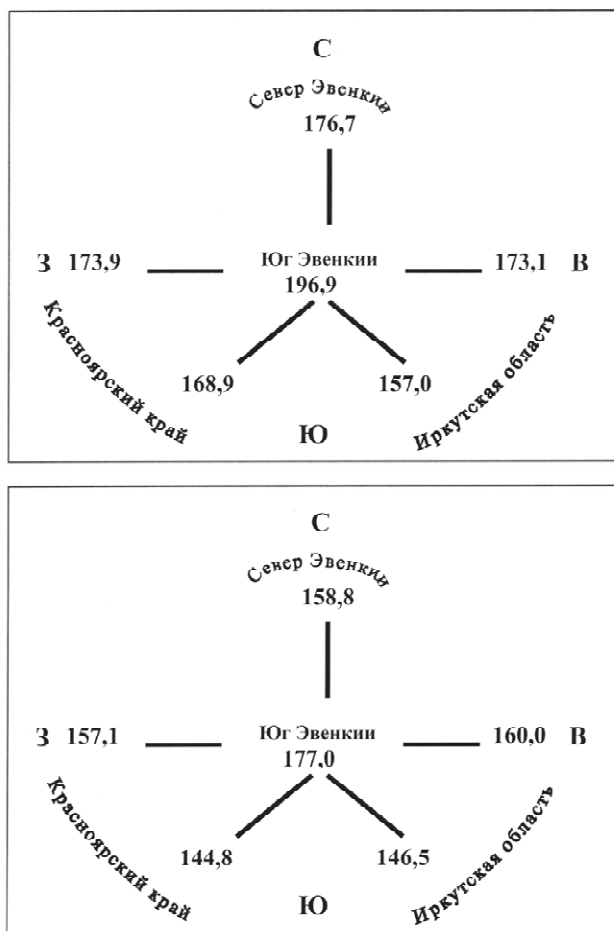 С
Север Эвенкии
176,7
З 173,9
Юг Эвенкии
196,9
173,1 В
Красноярский край
168,9
157,0
Иркутская область
Ю
С
Север Эвенкии
158,8
З 157,1
Юг Эвенкии
177,0
160,0 В
Красноярский край
144,8
146,5
Иркутская область
Ю